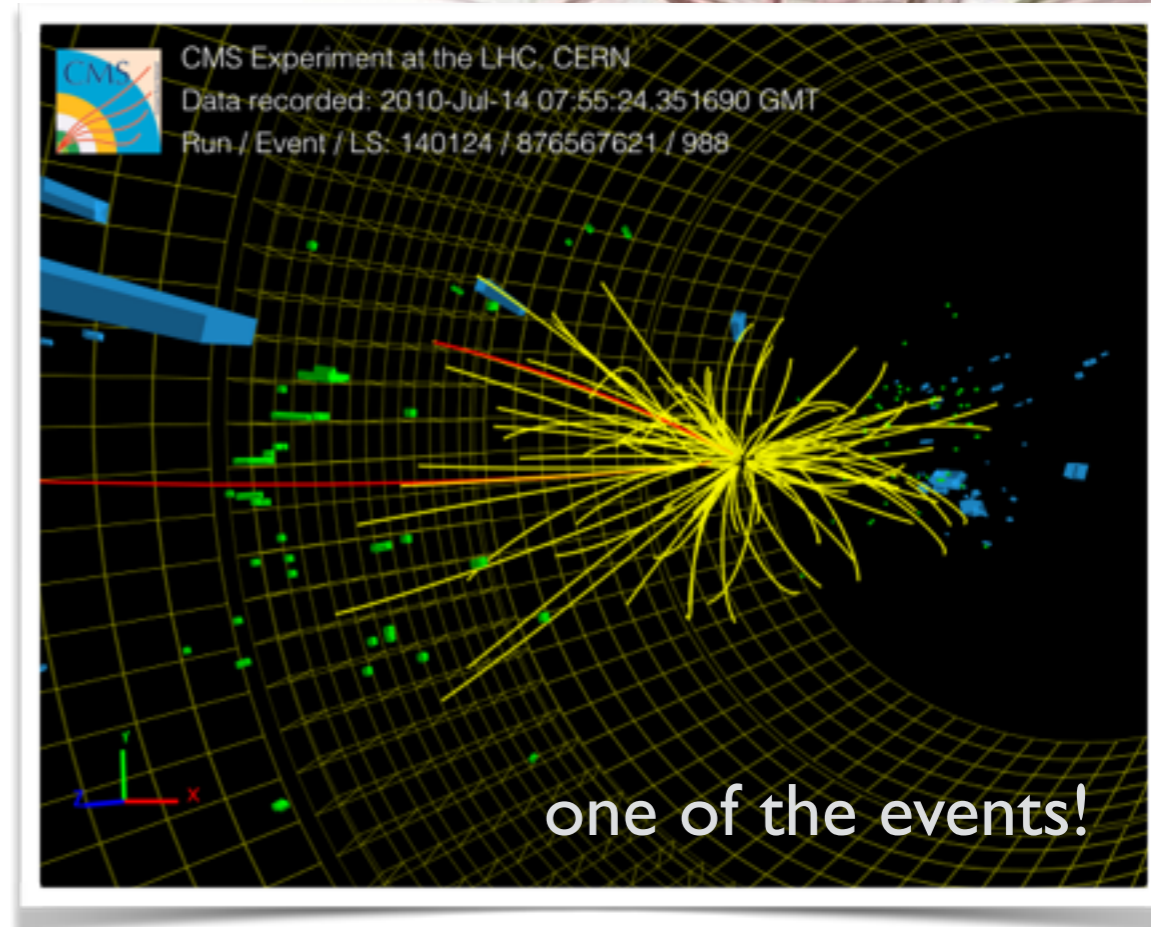 CMS
CMS Experiment at the LHC, CERN
Data recorded: 2010-Jul-14 07:55:24.351690 GMT
Run / Event / LS: 140124 / 876567621 / 988
Y
Z
X
one of the events!